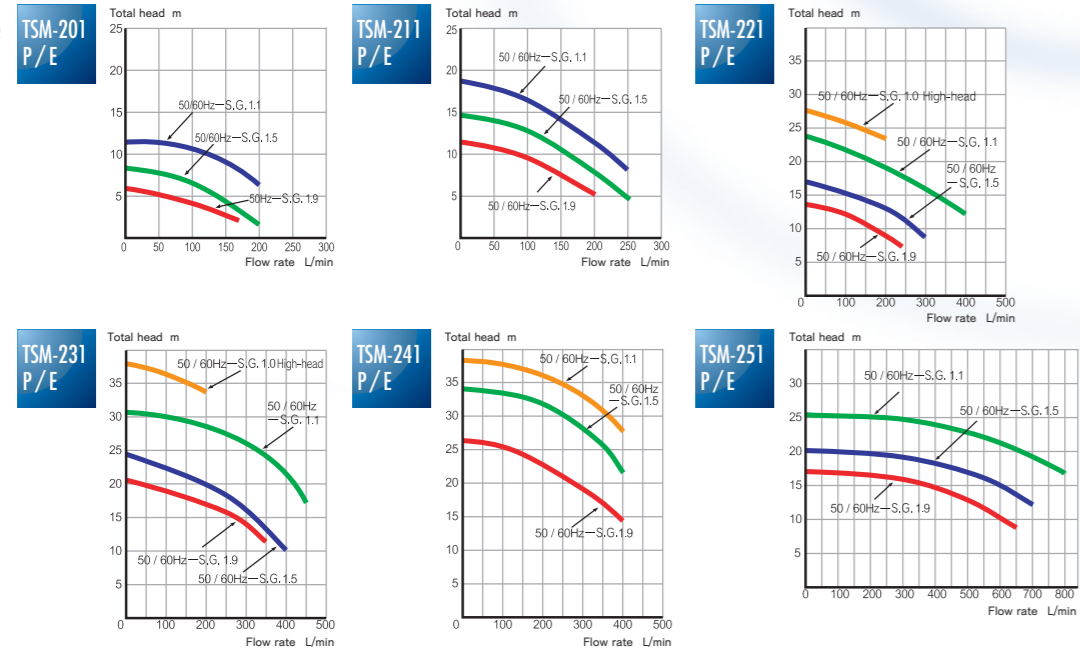 TSM-201
P/E
Total head m
25
20
15
10
5
50/60Hz—S.G. 1.1
50/60Hz—S.G. 1.5
50Hz—S.G. 1.9
0 50 100 150 200 250 300
Flow rate L/min
TSM-211
P/E
Total head m
25
20
15
10
5
50 / 60Hz—S.G. 1.1
50 / 60Hz—S.G. 1.5
50 / 60Hz—S.G. 1.9
0 50 100 150 200 250 300
Flow rate L/min
TSM-221
P/E
Total head m
35
30
25
20
15
10
5
50 / 60Hz—S.G. 1.0 High-head
50 / 60Hz—S.G. 1.1
50 / 60Hz
—S.G. 1.5
50 / 60Hz—S.G. 1.9
0 100 200 300 400 500
Flow rate L/min
TSM-231
P/E
Total head m
35
30
25
20
15
10
5
50 / 60Hz—S.G. 1.0 High-head
50 / 60Hz
—S.G. 1.1
50 / 60Hz—S.G. 1.9
50 / 60Hz—S.G. 1.5
0 100 200 300 400 500
Flow rate L/min
TSM-241
P/E
Total head m
35
30
25
20
15
10
5
50 / 60Hz—S.G. 1.1
50 / 60Hz
—S.G. 1.5
50 / 60Hz—S.G. 1.9
0 100 200 300 400 500
Flow rate L/min
TSM-251
P/E
Total head m
30
25
20
15
10
5
50 / 60Hz—S.G. 1.1
50 / 60Hz—S.G. 1.5
50 / 60Hz—S.G. 1.9
0 100 200 300 400 500 600 700 800
Flow rate L/min